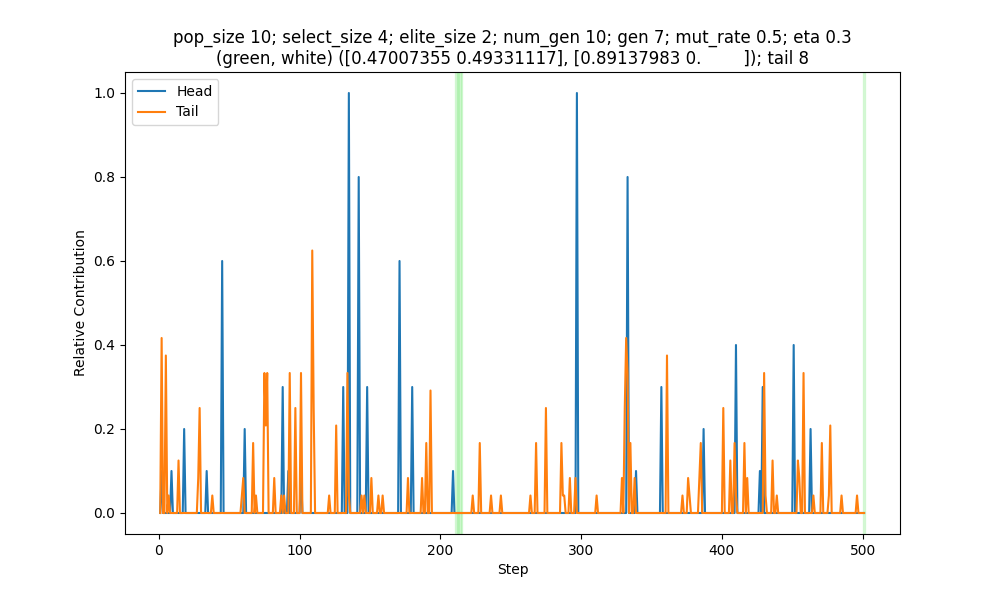 pop_size 10; select_size 4; elite_size 2; num_gen 10; gen 7; mut_rate 0.5; eta 0.3
(green, white) ([0.47007355 0.49331117], [0.89137983 0.        ]); tail 8
Head
Tail
1.0
0.8
0.6
0.4
0.2
0.0
Relative Contribution
0 100 200 300 400 500
Step